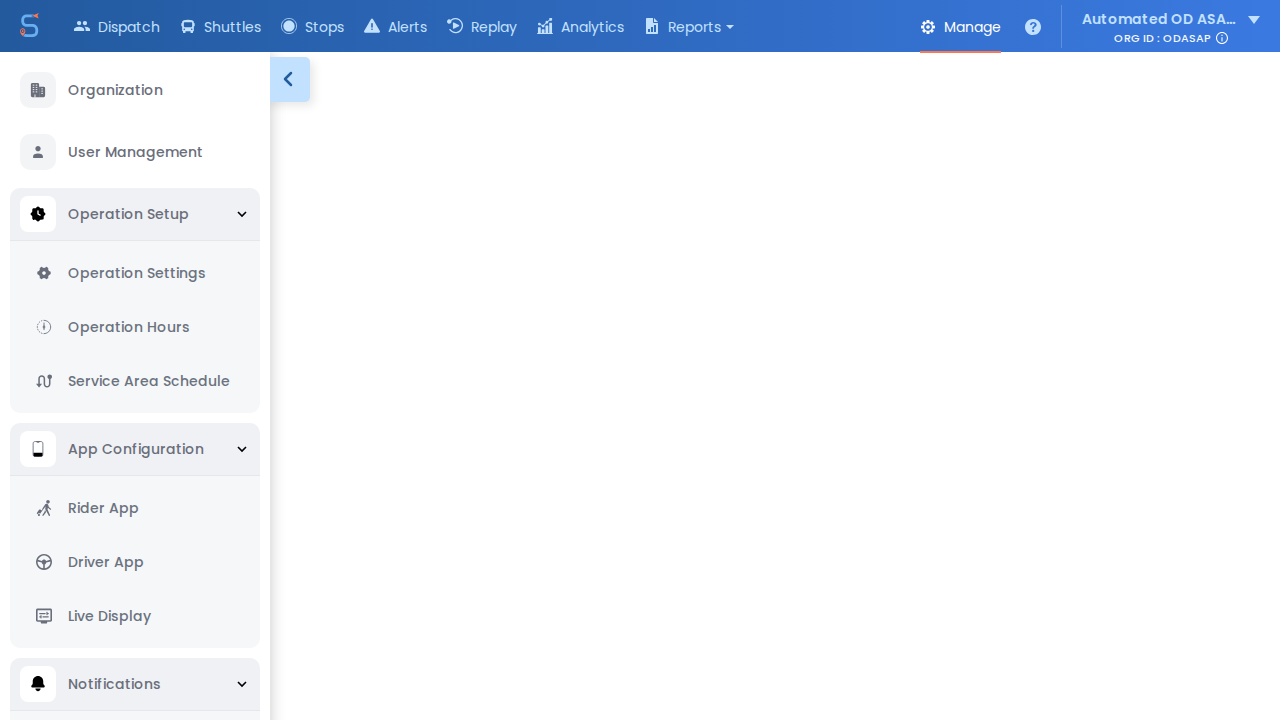 Dispatch
Shuttles
Stops
Alerts
Replay
Analytics
Reports
Manage
Automated OD ASA...
ORG ID : ODASAP
Organization
User Management
Operation Setup
Operation Settings
Operation Hours
Service Area Schedule
App Configuration
Rider App
Driver App
Live Display
Notifications